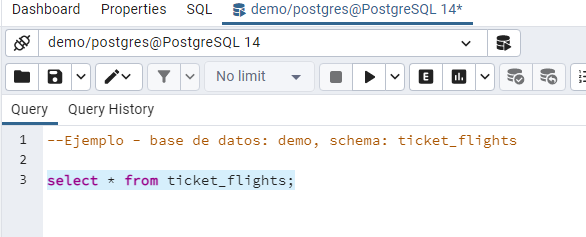 Dashboard Properties SQL demo/postgres@PostgreSQL 14*
demo/postgres@PostgreSQL 14
No limit E
Query Query History
1 --Ejemplo - base de datos: demo, schema: ticket_flights
2
3 select * from ticket_flights;